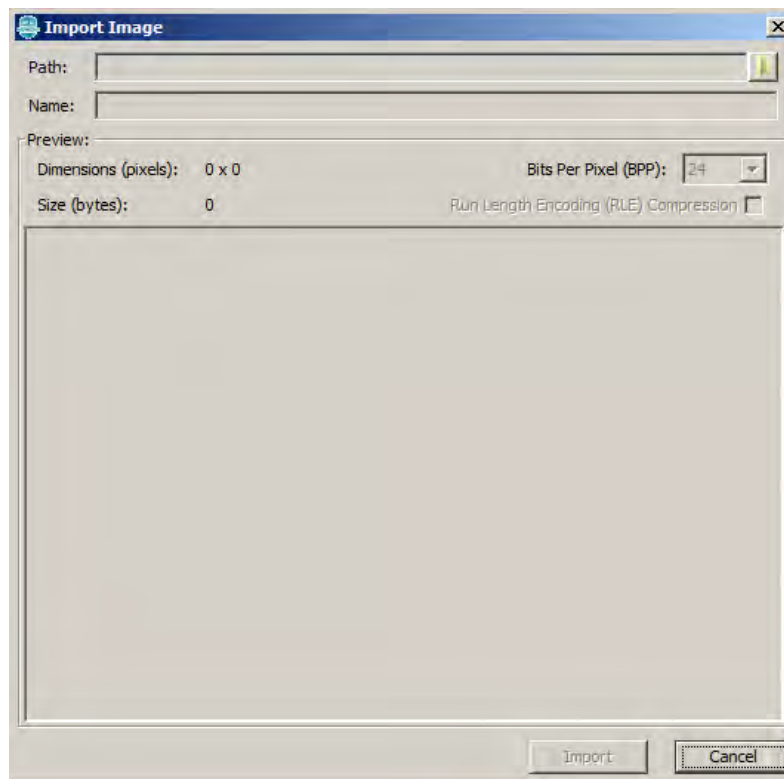 Import Image
Path:
Name:
Preview:
Dimensions (pixels): 0 x 0 Bits Per Pixel (BPP): 24
Size (bytes): 0 Run Length Encoding (RLE) Compression
Import Cancel